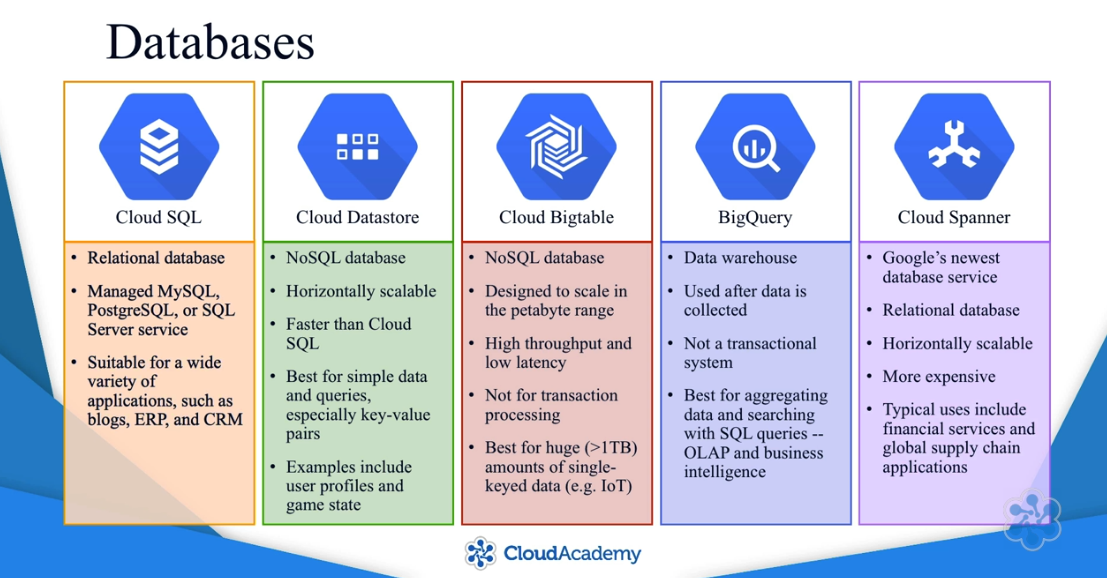 Databases
Cloud SQL
• Relational database
• Managed MySQL,
PostgreSQL, or SQL
Server service
• Suitable for a wide
variety of
applications, such as
blogs, ERP, and CRM
Cloud Datastore
• NoSQL database
• Horizontally scalable
• Faster than Cloud
SQL
• Best for simple data
and queries,
especially key-value
pairs
• Examples include
user profiles and
game state
Cloud Bigtable
• NoSQL database
• Designed to scale in
the petabyte range
• High throughput and
low latency
• Not for transaction
processing
• Best for huge (>1TB)
amounts of single-
keyed data (e.g. IoT)
BigQuery
• Data warehouse
• Used after data is
collected
• Not a transactional
system
• Best for aggregating
data and searching
with SQL queries --
OLAP and business
intelligence
Cloud Spanner
• Google’s newest
database service
• Relational database
• Horizontally scalable
• More expensive
• Typical uses include
financial services and
global supply chain
applications
CloudAcademy